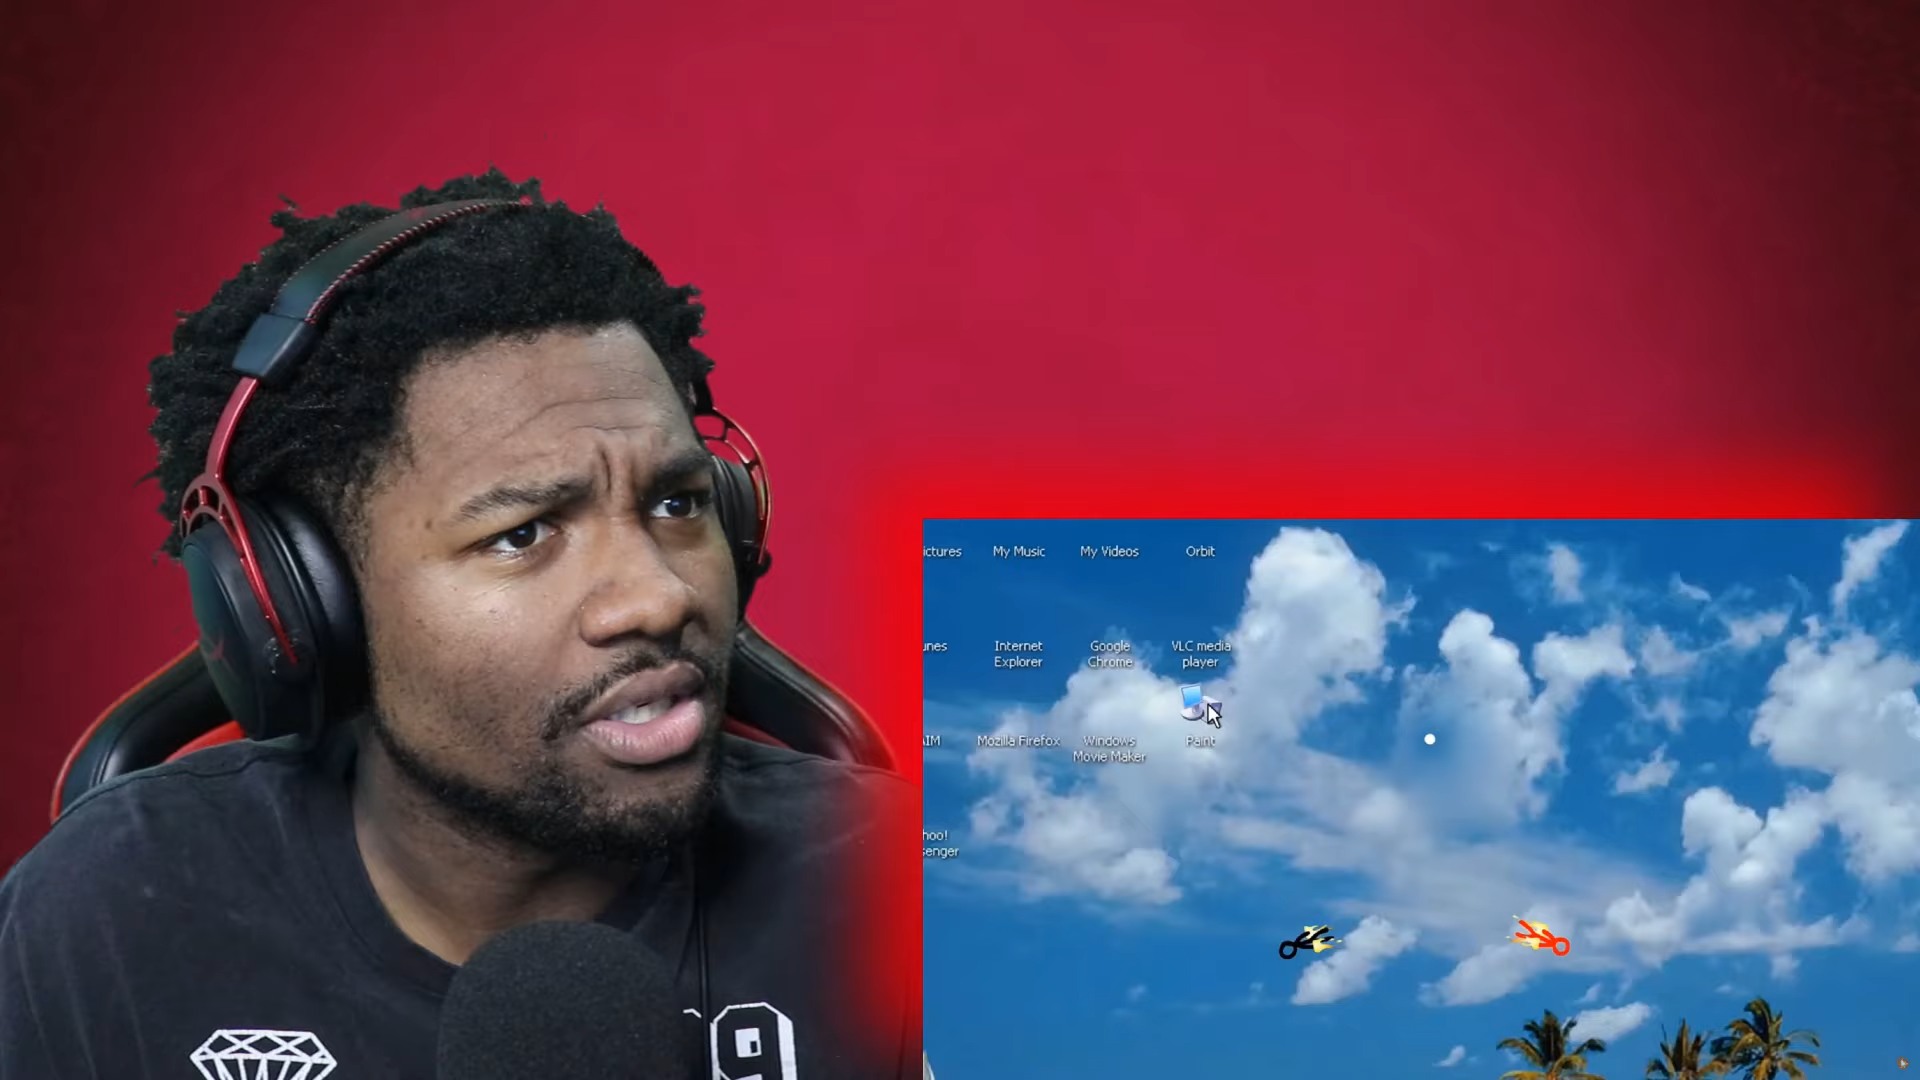 ictures My Music My Videos Orbit
unes Internet Google VLC media
Explorer Chrome player
AIM Mozilla Firefox Windows Paint
Movie Maker
hoo!
senger
9